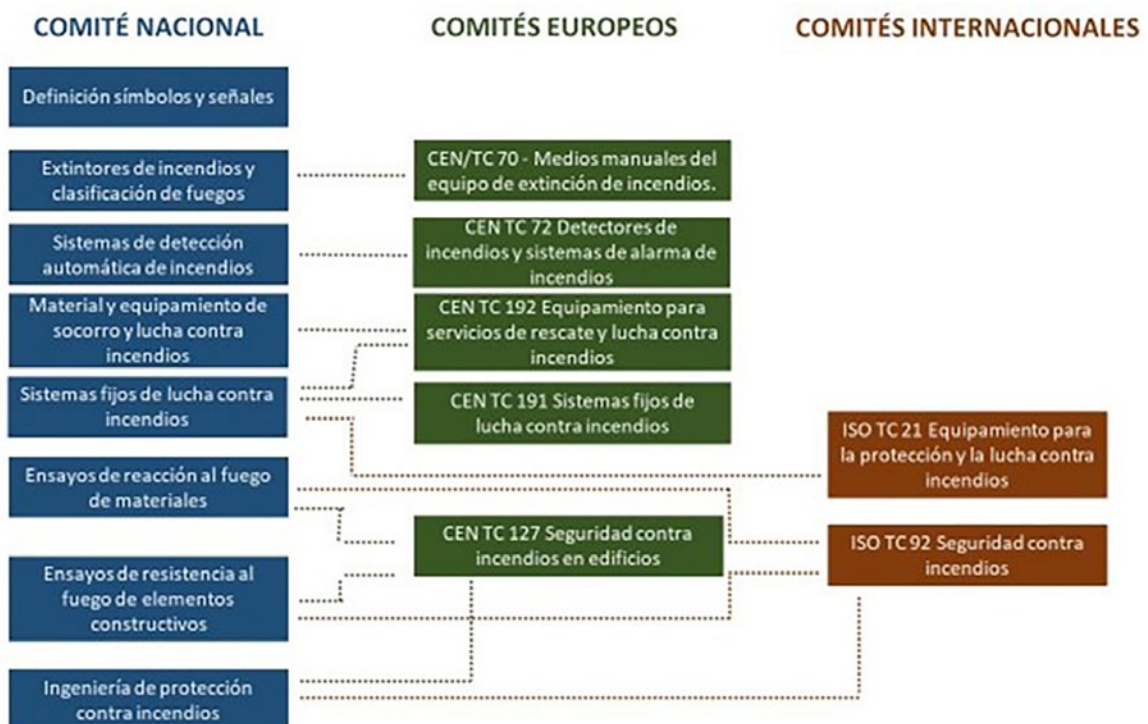 COMITÉ NACIONAL
COMITÉS EUROPEOS
COMITÉS INTERNACIONALES
Definición símbolos y señales
Extintores de incendios y
clasificación de fuegos
CEN/TC 70 - Medios manuales del
equipo de extinción de incendios.
Sistemas de detección
automática de incendios
CEN TC 72 Detectores de
incendios y sistemas de alarma de
incendios
Material y equipamiento de
socorro y lucha contra
incendios
CEN TC 192 Equipamiento para
servicios de rescate y lucha contra
incendios
Sistemas fijos de lucha contra
incendios
CEN TC 191 Sistemas fijos de
lucha contra incendios
ISO TC 21 Equipamiento para
la protección y la lucha contra
incendios
Ensayos de reacción al fuego
de materiales
CEN TC 127 Seguridad contra
incendios en edificios
ISO TC 92 Seguridad contra
incendios
Ensayos de resistencia al
fuego de elementos
constructivos
Ingeniería de protección
contra incendios